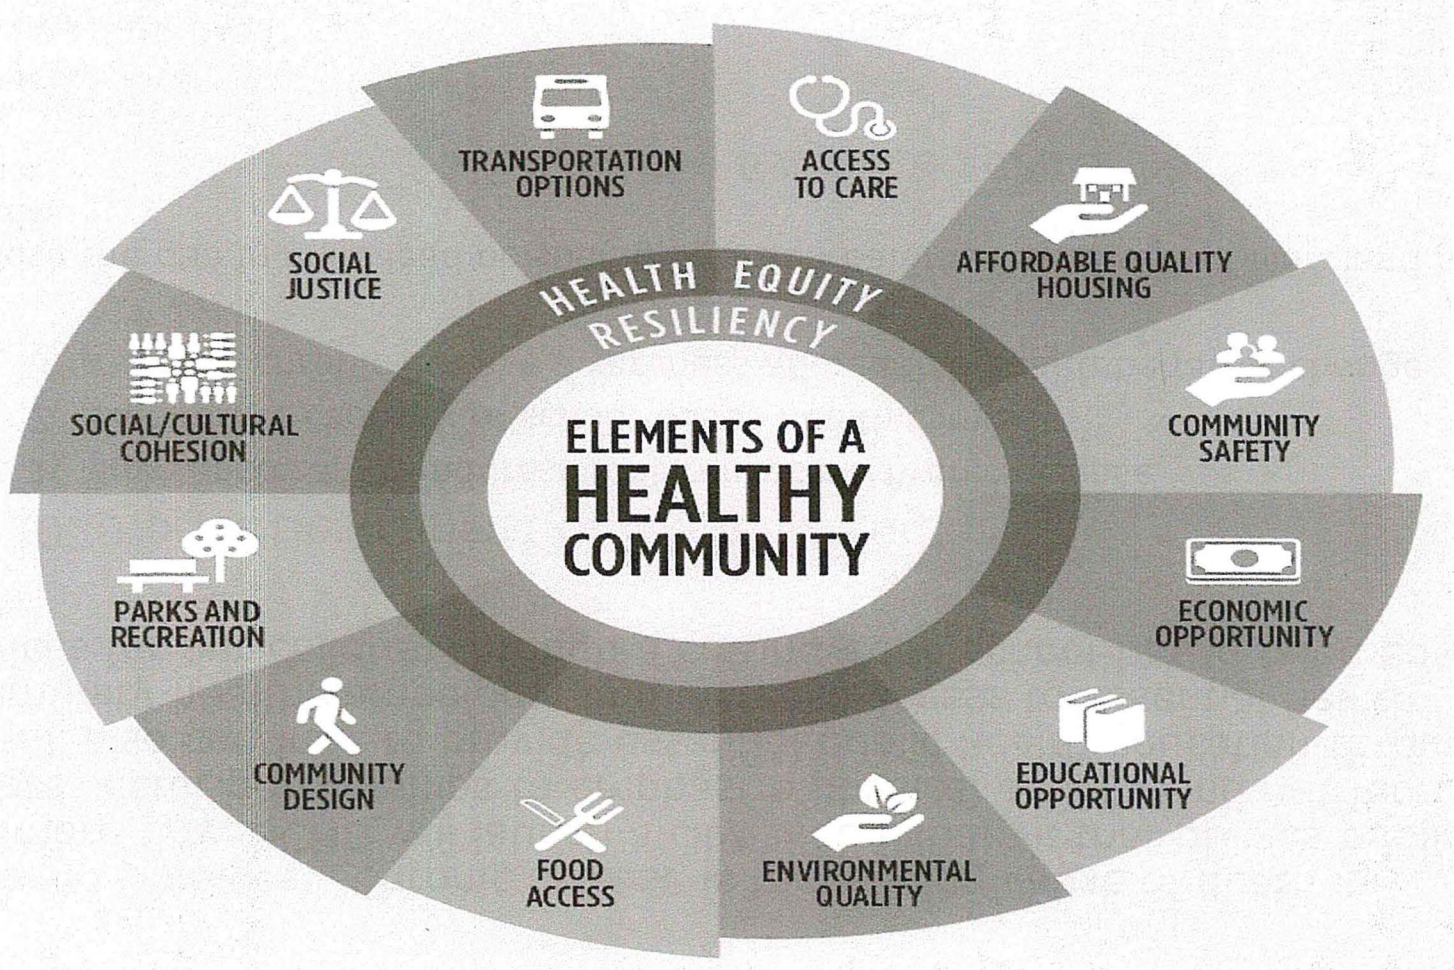 TRANSPORTATION
OPTIONS
ACCESS
TO CARE
AFFORDABLE QUALITY
HOUSING
COMMUNITY
SAFETY
ECONOMIC
OPPORTUNITY
EDUCATIONAL
OPPORTUNITY
ENVIRONMENTAL
QUALITY
FOOD
ACCESS
COMMUNITY
DESIGN
PARKS AND
RECREATION
SOCIAL/CULTURAL
COHESION
SOCIAL
JUSTICE
HEALTH EQUITY
RESILIENCY
ELEMENTS OF A
HEALTHY
COMMUNITY